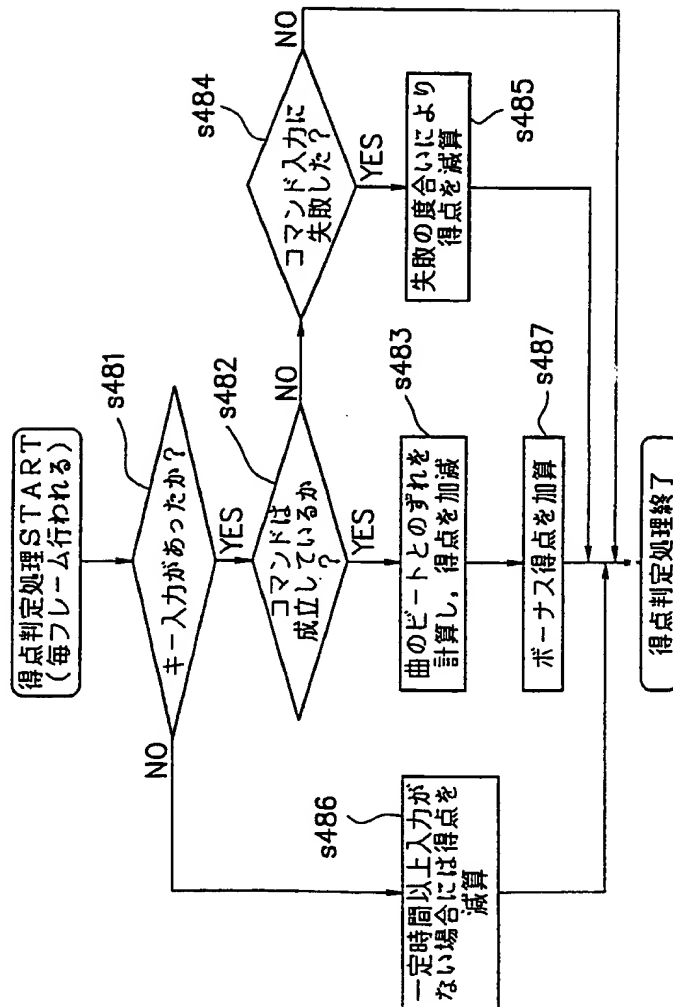 得点判定処理START
(毎フレーム行われる)
s481
キー入力があったか?
NO
YES
s482
コマンドは
成立しているか
?
NO
YES
s484
コマンド入力に
失敗した?
NO
YES
s483
曲のビートとのずれを
計算し,得点を加減
s485
失敗の度合いにより
得点を減算
s486
一定時間以上入力が
ない場合には得点を
減算
s487
ボーナス得点を加算
得点判定処理終了